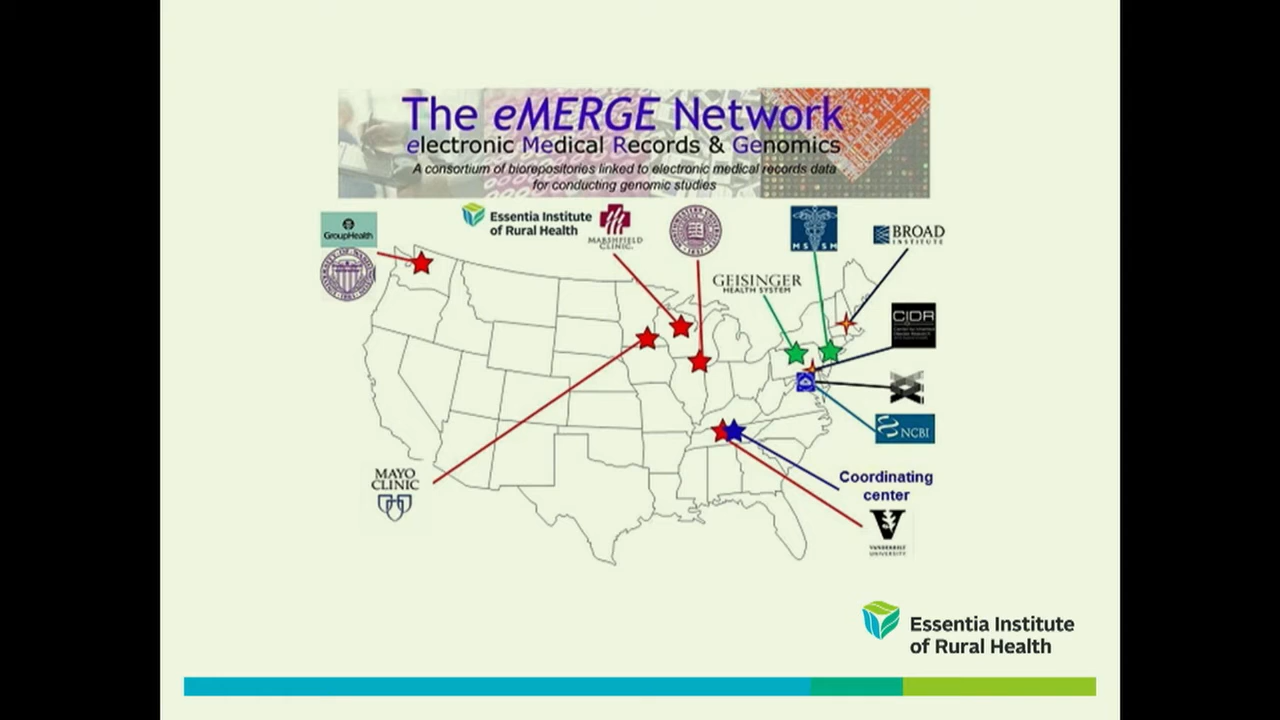 The eMERGE Network
electronic Medical Records & Genomics
A consortium of biorepositories linked to electronic medical records data
for conducting genomic studies
GroupHealth
Essentia Institute
of Rural Health
MARSHFIELD
CLINIC.
MSSM
BROAD
INSTITUTE
GEISINGER
HEALTH SYSTEM
CIDR
NCBI
MAYO
CLINIC
Coordinating
center
VANDERBILT
UNIVERSITY
Essentia Institute
of Rural Health